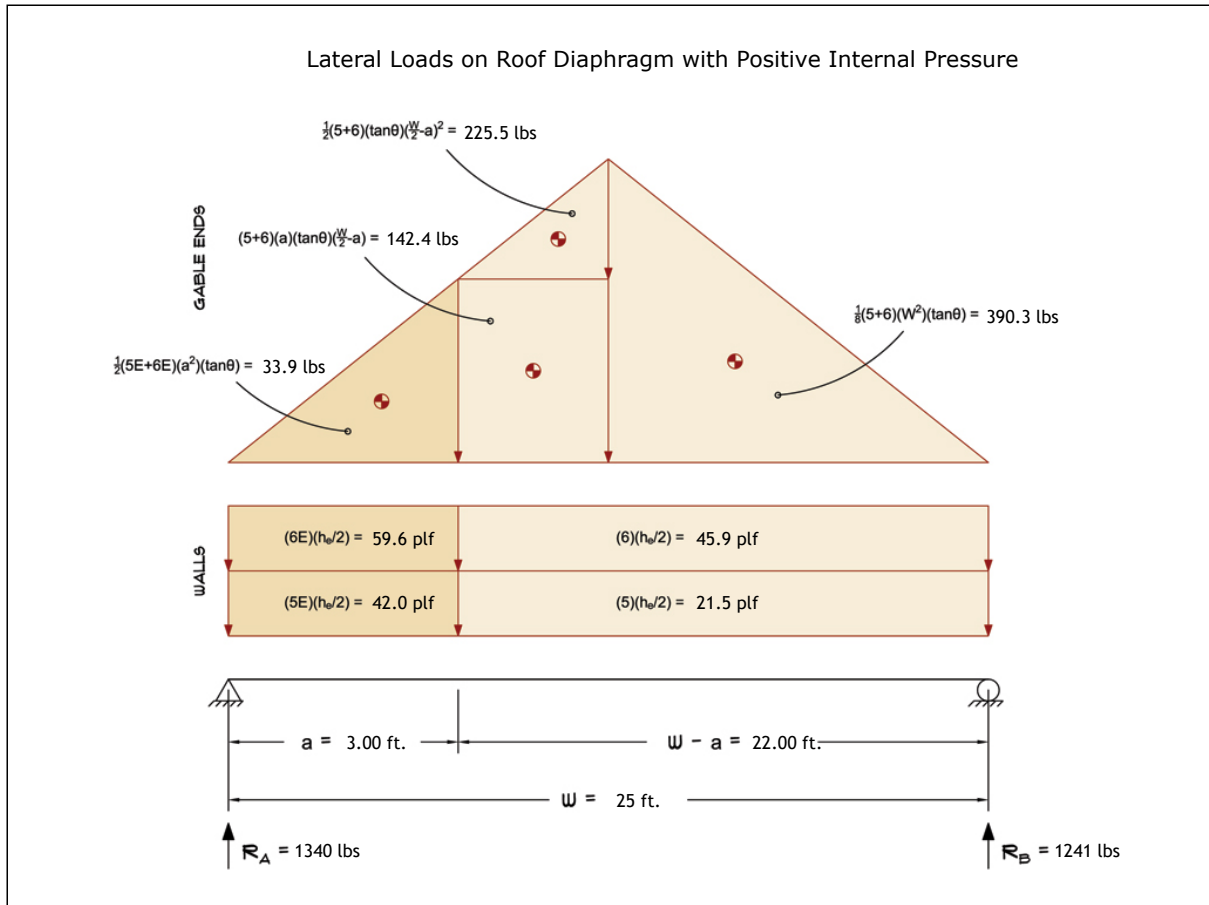 Lateral Loads on Roof Diaphragm with Positive Internal Pressure
½(5+6)(tanθ)(W/2-a)² = 225.5 lbs
GABLE ENDS
(5+6)(a)(tanθ)(W/2-a) = 142.4 lbs
⅛(5+6)(W²)(tanθ) = 390.3 lbs
½(5E+6E)(a²)(tanθ) = 33.9 lbs
WALLS
(6E)(hₑ/2) = 59.6 plf
(6)(hₑ/2) = 45.9 plf
(5E)(hₑ/2) = 42.0 plf
(5)(hₑ/2) = 21.5 plf
a = 3.00 ft.
W - a = 22.00 ft.
W = 25 ft.
R_A = 1340 lbs
R_B = 1241 lbs